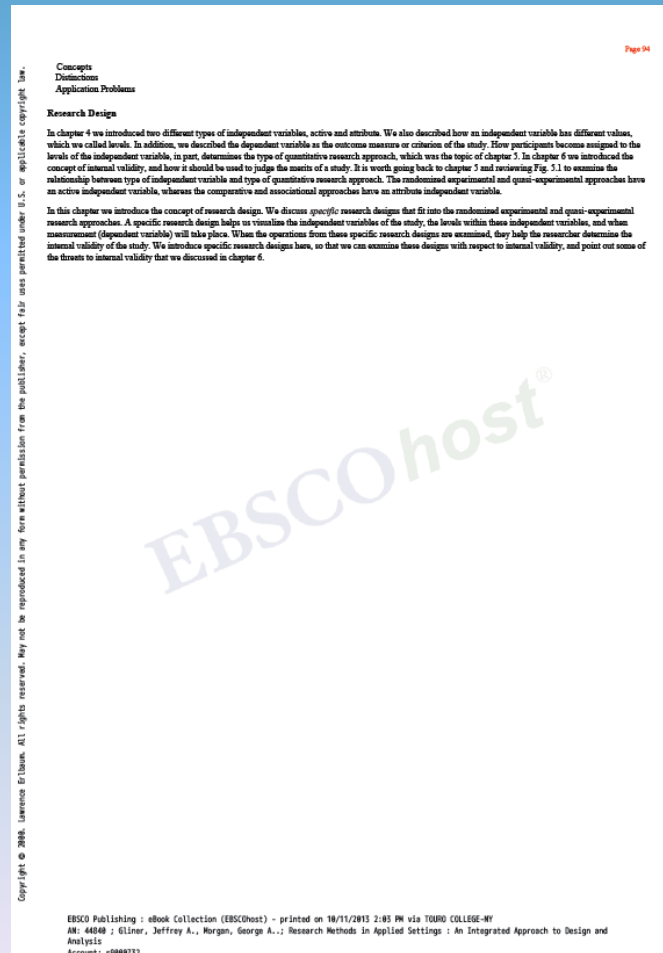 Page 94
Concepts
Distinctions
Application Problems
Research Design
In chapter 4 we introduced two different types of independent variables, active and attribute. We also described how an independent variable has different values,
which we called levels. In addition, we described the dependent variable as the outcome measure or criterion of the study. How participants become assigned to the
levels of the independent variable, in part, determines the type of quantitative research approach, which was the topic of chapter 5. In chapter 6 we introduced the
concept of internal validity, and how it should be used to judge the merits of a study. It is worth going back to chapter 5 and reviewing Fig. 5.1 to examine the
relationship between type of independent variable and type of quantitative research approach. The randomized experimental and quasi-experimental approaches have
an active independent variable, whereas the comparative and associational approaches have an attribute independent variable.
In this chapter we introduce the concept of research design. We discuss specific research designs that fit into the randomized experimental and quasi-experimental
research approaches. A specific research design helps us visualize the independent variables of the study, the levels within these independent variables, and when
measurement (dependent variable) will take place. When the operations from these specific research designs are examined, they help the researcher determine the
internal validity of the study. We introduce specific research designs here, so that we can examine these designs with respect to internal validity, and point out some of
the threats to internal validity that we discussed in chapter 6.
EBSCOhost®
Copyright © 2000. Lawrence Erlbaum. All rights reserved. May not be reproduced in any form without permission from the publisher, except fair uses permitted under U.S. or applicable copyright law.
EBSCO Publishing : eBook Collection (EBSCOhost) - printed on 10/11/2013 2:03 PM via TOURO COLLEGE-NY
AN: 44840 ; Gliner, Jeffrey A., Morgan, George A..; Research Methods in Applied Settings : An Integrated Approach to Design and
Analysis
Account: s9000732